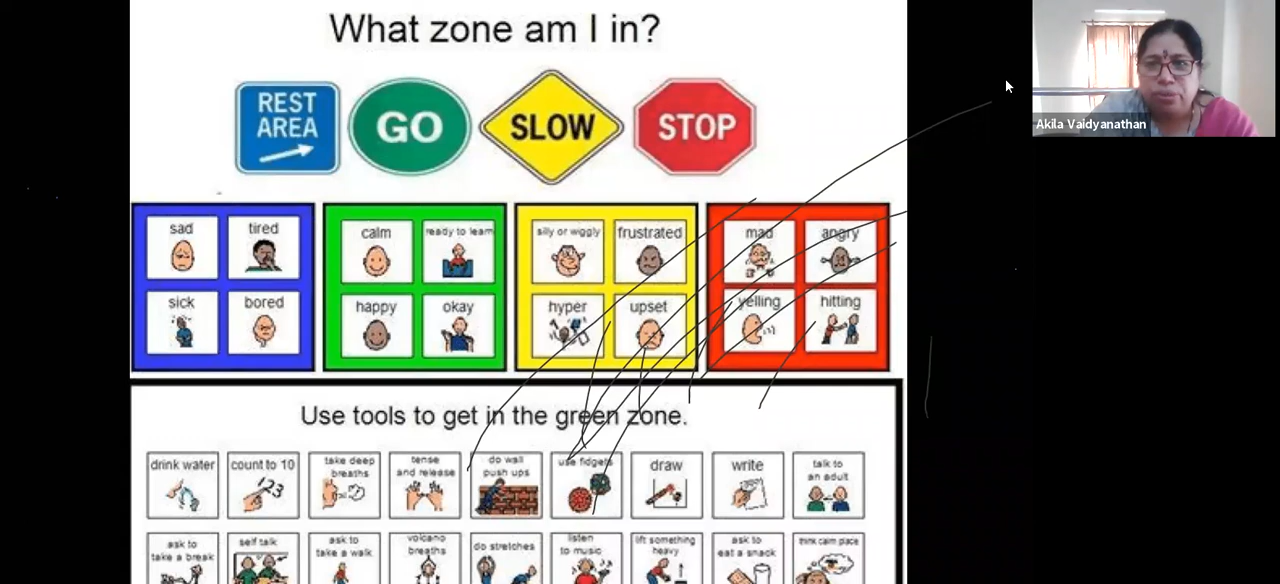 What zone am I in?
REST
AREA
GO
SLOW
STOP
Akila Vaidyanathan
sad
tired
calm
ready to learn
silly or wiggly
frustrated
mad
angry
sick
bored
happy
okay
hyper
upset
yelling
hitting
Use tools to get in the green zone.
drink water
count to 10
123
take deep
breaths
tense
and release
do wall
push ups
use fidgets
draw
write
talk to
an adult
ask to
take a break
self talk
ask to
take a walk
volcano
breaths
do stretches
listen
to music
lift something
heavy
ask to
eat a snack
think calm place